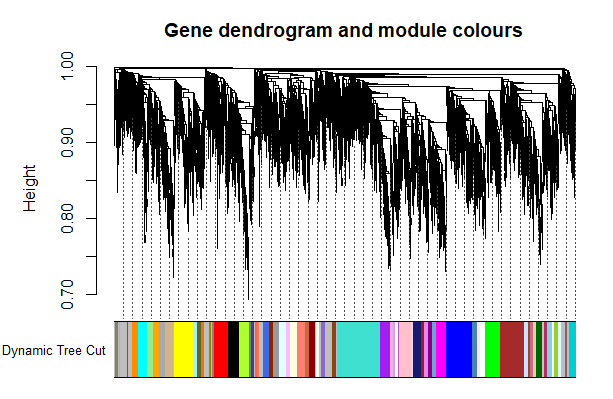 Gene dendrogram and module colours
Height
1.00
0.90
0.80
0.70
Dynamic Tree Cut